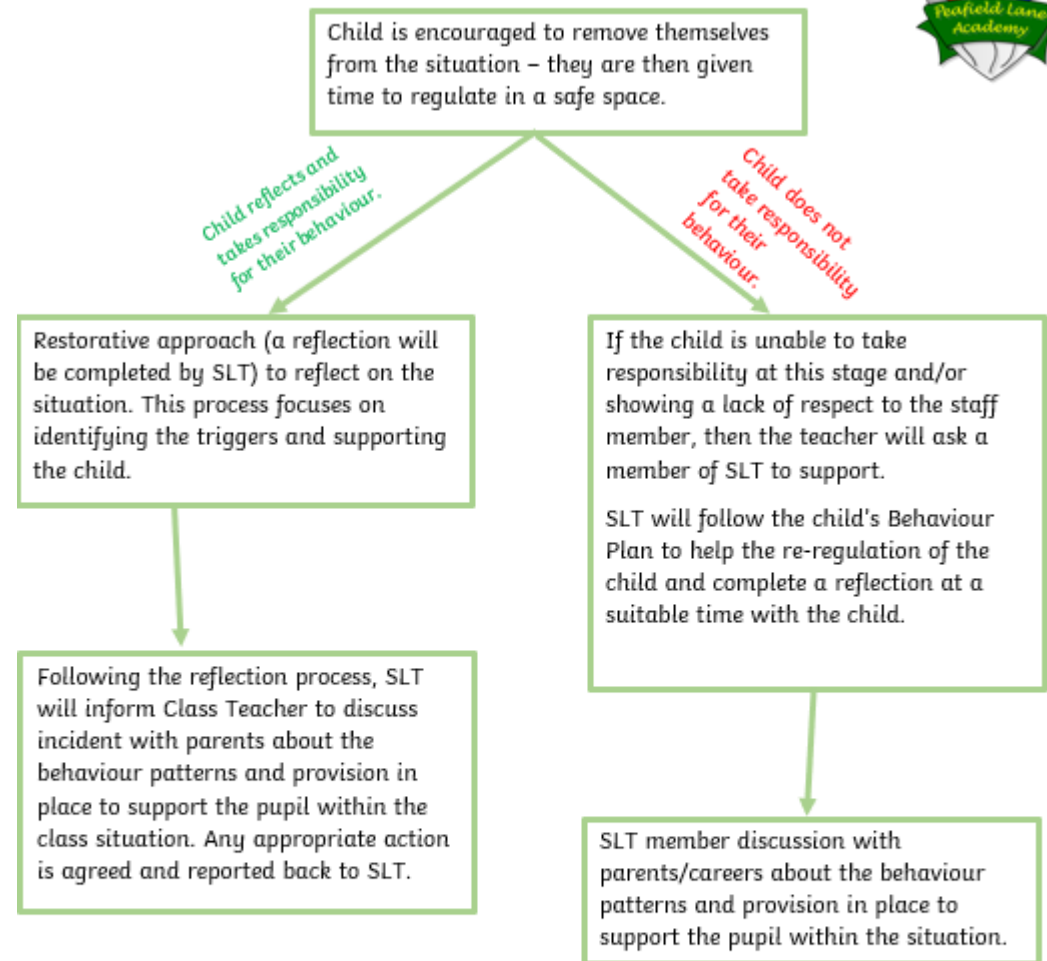 Peafield Lane
Academy
Child is encouraged to remove themselves
from the situation – they are then given
time to regulate in a safe space.
Child reflects and
takes responsibility
for their behaviour.
Child does not
take responsibility
for their
behaviour.
Restorative approach (a reflection will
be completed by SLT) to reflect on the
situation. This process focuses on
identifying the triggers and supporting
the child.
If the child is unable to take
responsibility at this stage and/or
showing a lack of respect to the staff
member, then the teacher will ask a
member of SLT to support.
SLT will follow the child's Behaviour
Plan to help the re-regulation of the
child and complete a reflection at a
suitable time with the child.
Following the reflection process, SLT
will inform Class Teacher to discuss
incident with parents about the
behaviour patterns and provision in
place to support the pupil within the
class situation. Any appropriate action
is agreed and reported back to SLT.
SLT member discussion with
parents/careers about the behaviour
patterns and provision in place to
support the pupil within the situation.